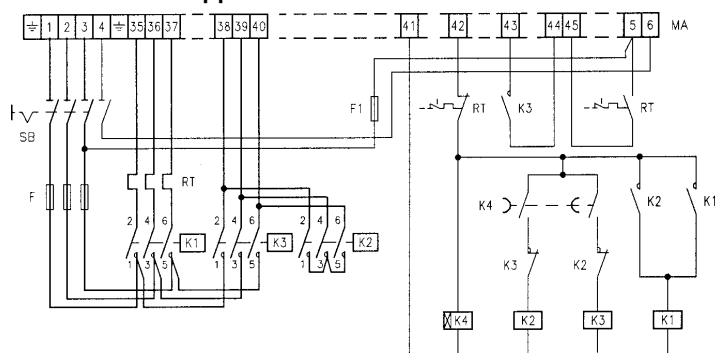 1 2 3 4 35 36 37 38 39 40 41 42 43 44 45 5 6 MA
SB
F1
RT K3 RT
F
RT
2 4 6 K1 2 4 6 K3 2 4 6 K2
1 3 5 1 3 5 1 3 5
K4 K2 K1
K3 K2
K4 K2 K3 K1